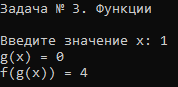 Задача № 3. Функции
Введите значение x: 1
g(x) = 0
f(g(x)) = 4